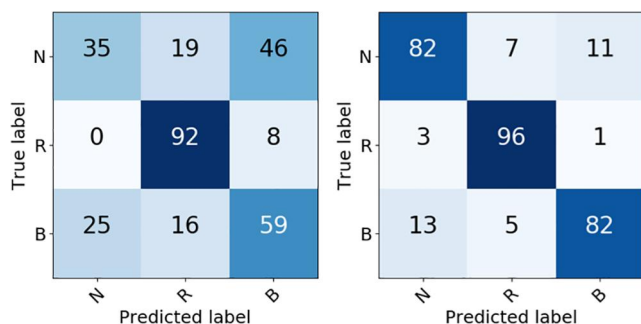 N 35 19 46
R 0 92 8
B 25 16 59
N R B
Predicted label
True label
N 82 7 11
R 3 96 1
B 13 5 82
N R B
Predicted label
True label